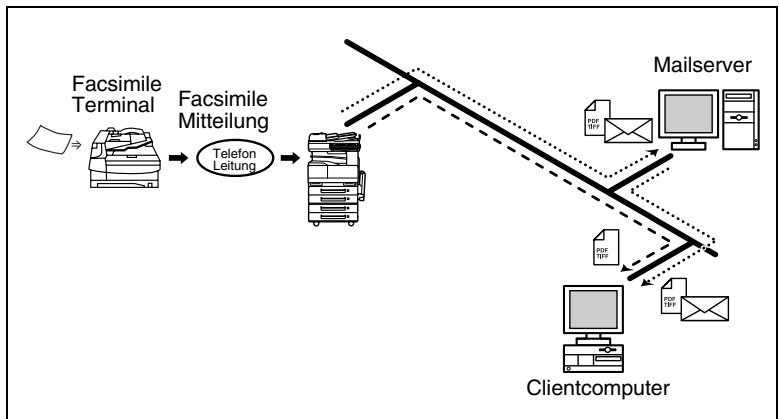 Facsimile
Terminal
Facsimile
Mitteilung
Telefon
Leitung
Mailserver
PDF
TIFF
PDF
TIFF
PDF
TIFF
Clientcomputer